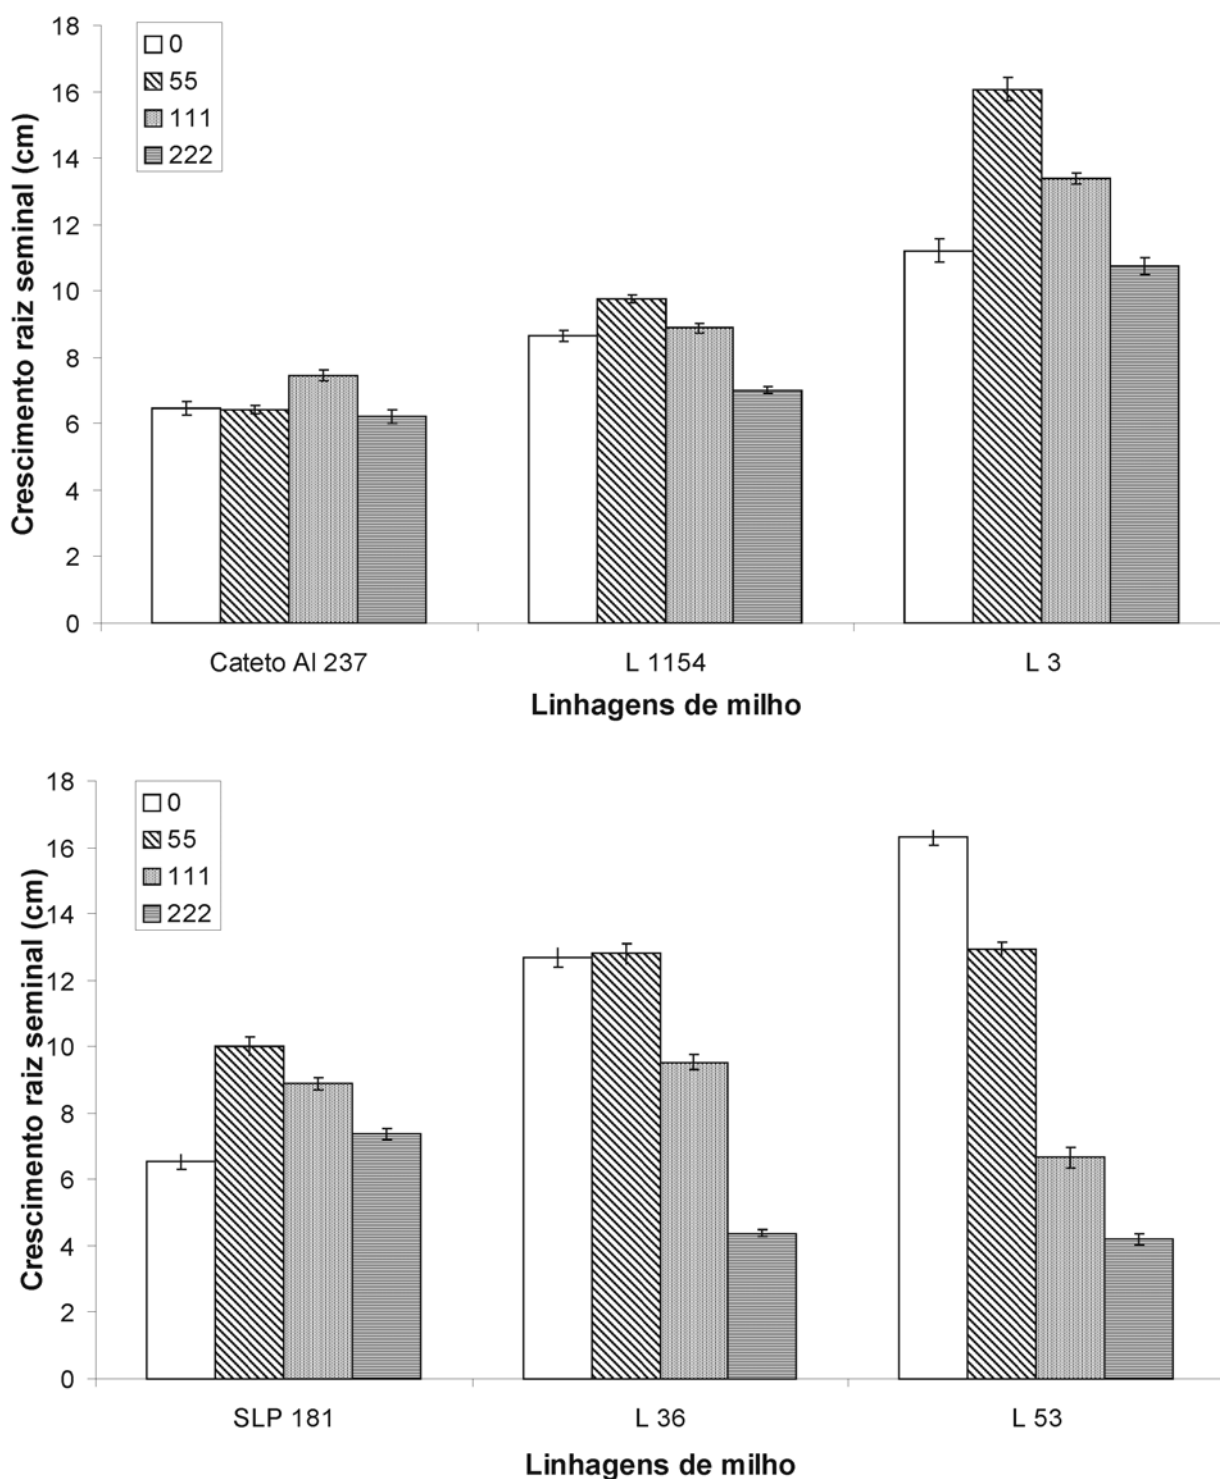 18
16
14
12
10
8
6
4
2
0
0
55
111
222
Crescimento raiz seminal (cm)
Cateto Al 237
L 1154
L 3
Linhagens de milho
18
16
14
12
10
8
6
4
2
0
0
55
111
222
Crescimento raiz seminal (cm)
SLP 181
L 36
L 53
Linhagens de milho